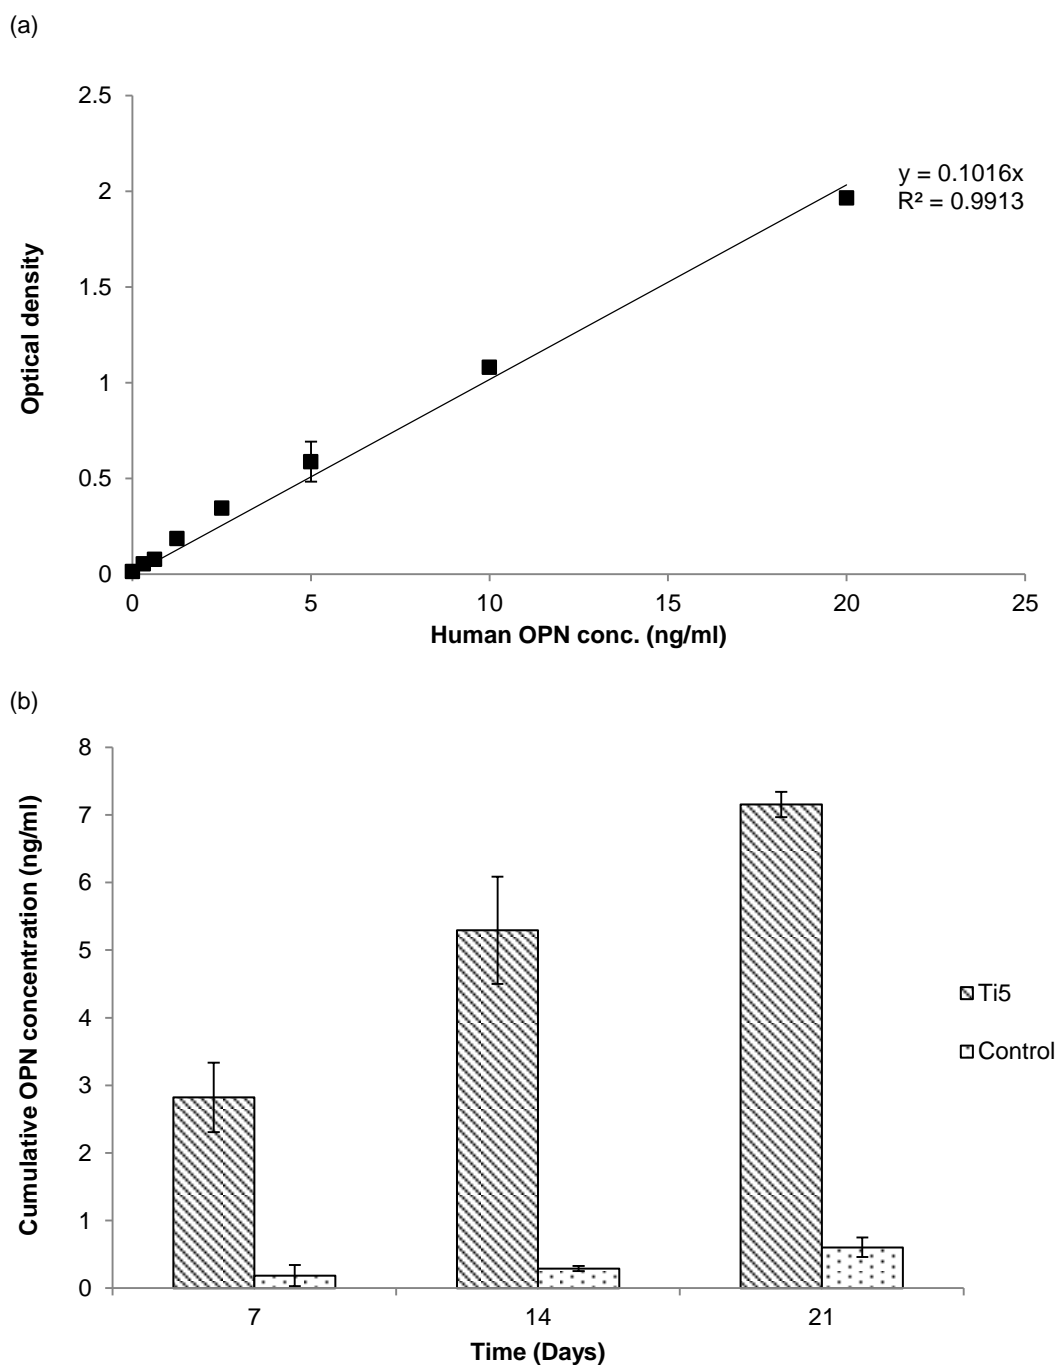 (a)
2.5
2
1.5
1
0.5
0
Optical density
y = 0.1016x
R² = 0.9913
0 5 10 15 20 25
Human OPN conc. (ng/ml)
(b)
8
7
6
5
4
3
2
1
0
Cumulative OPN concentration (ng/ml)
Ti5
Control
7 14 21
Time (Days)